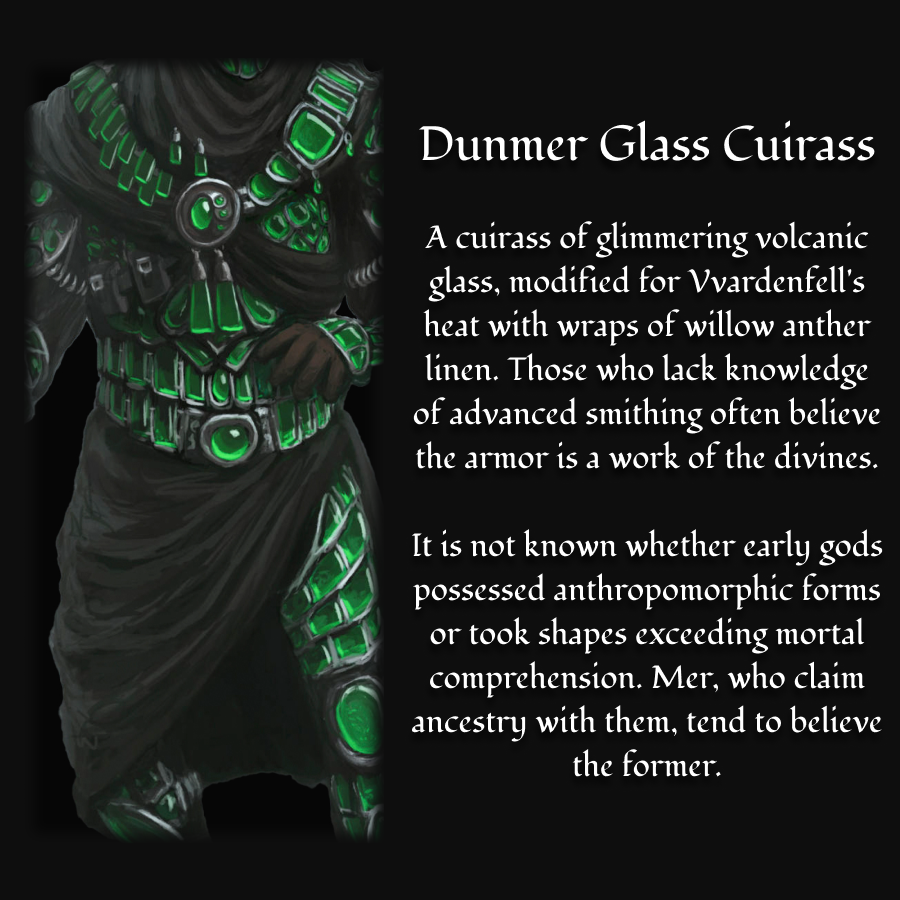 Dunmer Glass Cuirass
A cuirass of glimmering volcanic
glass, modified for Vvardenfell's
heat with wraps of willow anther
linen. Those who lack knowledge
of advanced smithing often believe
the armor is a work of the divines.
It is not known whether early gods
possessed anthropomorphic forms
or took shapes exceeding mortal
comprehension. Mer, who claim
ancestry with them, tend to believe
the former.